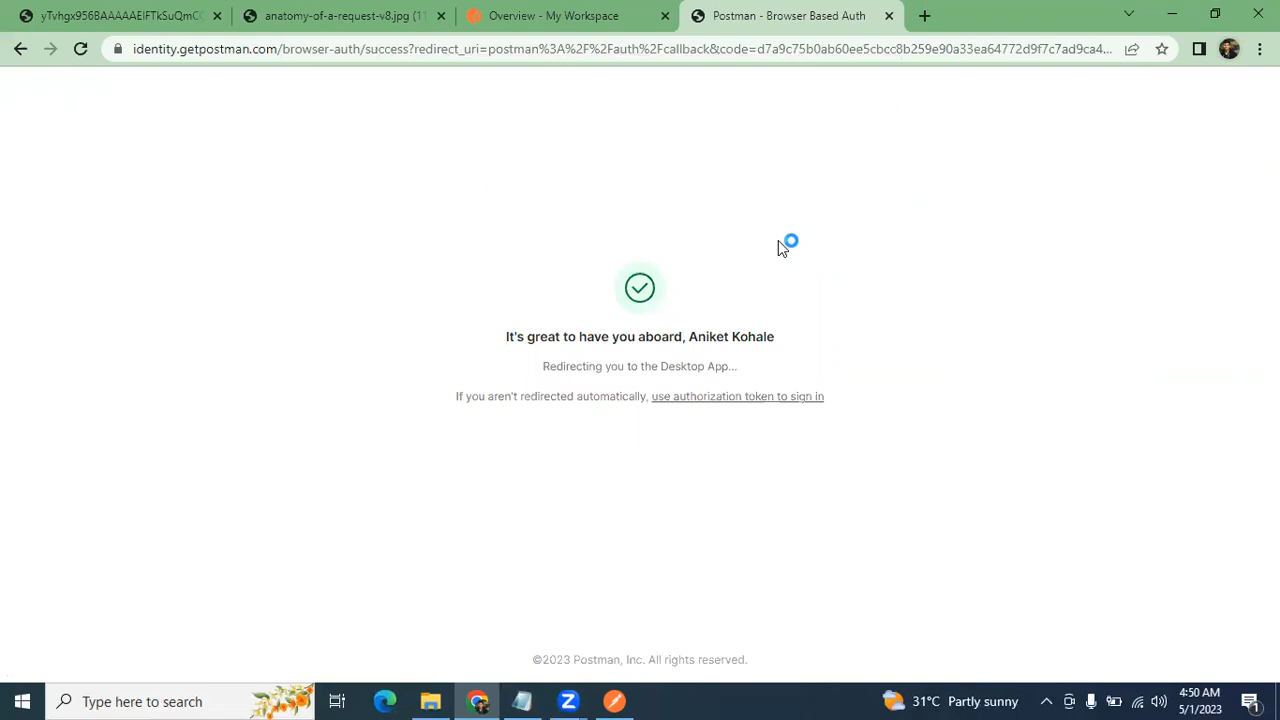 yTvhgx956BAAAAAElFTkSuQmCC
anatomy-of-a-request-v8.jpg (11
Overview - My Workspace
Postman - Browser Based Auth
identity.getpostman.com/browser-auth/success?redirect_uri=postman%3A%2F%2Fauth%2Fcallback&code=d7a9c75b0ab60ee5cbcc8b259e90a33ea64772d9f7c7ad9ca4...
It's great to have you aboard, Aniket Kohale
Redirecting you to the Desktop App...
If you aren't redirected automatically, use authorization token to sign in
©2023 Postman, Inc. All rights reserved.
Type here to search
31°C Partly sunny
4:50 AM
5/1/2023
1